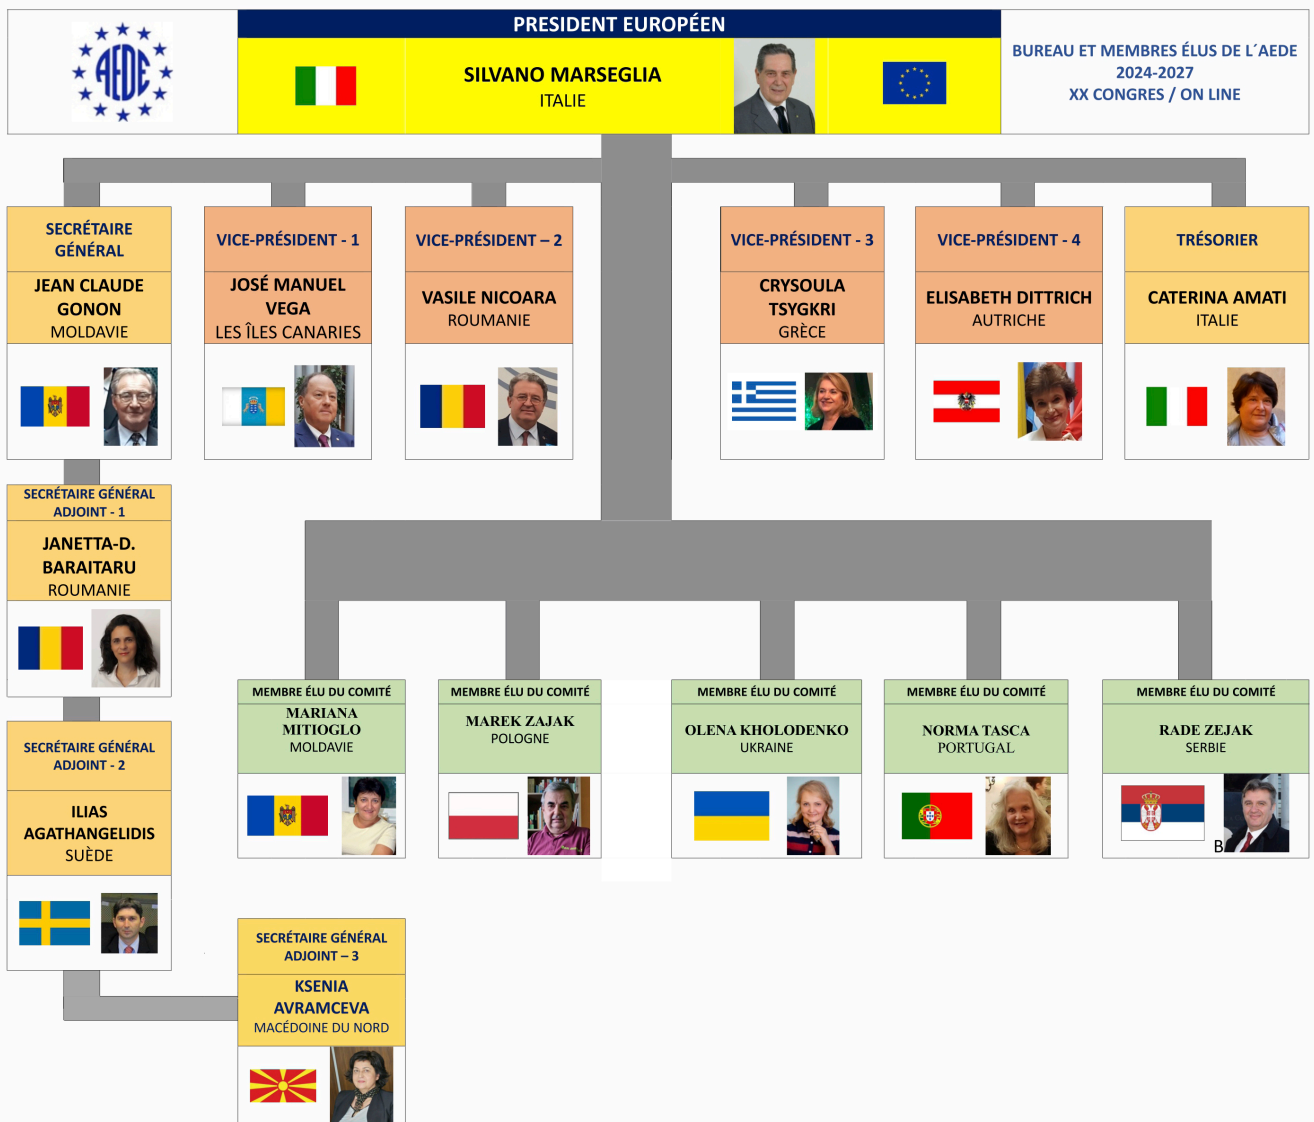 AEDE
PRESIDENT EUROPÉEN
SILVANO MARSEGLIA
ITALIE
BUREAU ET MEMBRES ÉLUS DE L´AEDE
2024-2027
XX CONGRES / ON LINE
SECRÉTAIRE
GÉNÉRAL
JEAN CLAUDE
GONON
MOLDAVIE
VICE-PRÉSIDENT - 1
JOSÉ MANUEL
VEGA
LES ÎLES CANARIES
VICE-PRÉSIDENT – 2
VASILE NICOARA
ROUMANIE
VICE-PRÉSIDENT - 3
CRYSOULA
TSYGKRI
GRÈCE
VICE-PRÉSIDENT - 4
ELISABETH DITTRICH
AUTRICHE
TRÉSORIER
CATERINA AMATI
ITALIE
SECRÉTAIRE GÉNÉRAL
ADJOINT - 1
JANETTA-D.
BARAITARU
ROUMANIE
SECRÉTAIRE GÉNÉRAL
ADJOINT - 2
ILIAS
AGATHANGELIDIS
SUÈDE
MEMBRE ÉLU DU COMITÉ
MARIANA
MITIOGLO
MOLDAVIE
MEMBRE ÉLU DU COMITÉ
MAREK ZAJAK
POLOGNE
MEMBRE ÉLU DU COMITÉ
OLENA KHOLODENKO
UKRAINE
MEMBRE ÉLU DU COMITÉ
NORMA TASCA
PORTUGAL
MEMBRE ÉLU DU COMITÉ
RADE ZEJAK
SERBIE
B
SECRÉTAIRE GÉNÉRAL
ADJOINT – 3
KSENIA
AVRAMCEVA
MACÉDOINE DU NORD